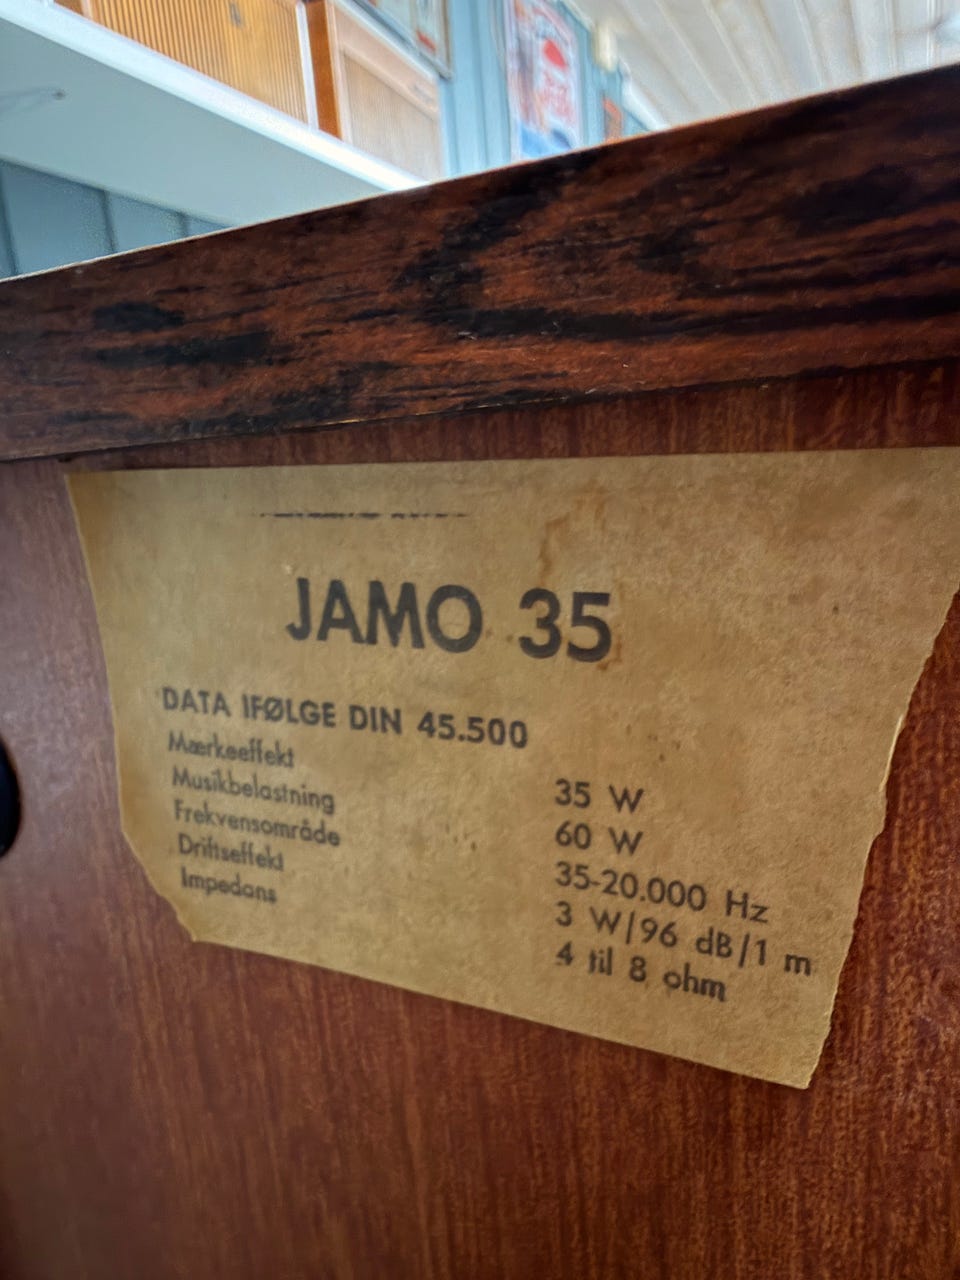 JAMO 35
DATA IFØLGE DIN 45.500
Mærkeeffekt 35 W
Musikbelastning 60 W
Frekvensområde 35-20.000 Hz
Driftseffekt 3 W/96 dB/1 m
Impedans 4 til 8 ohm